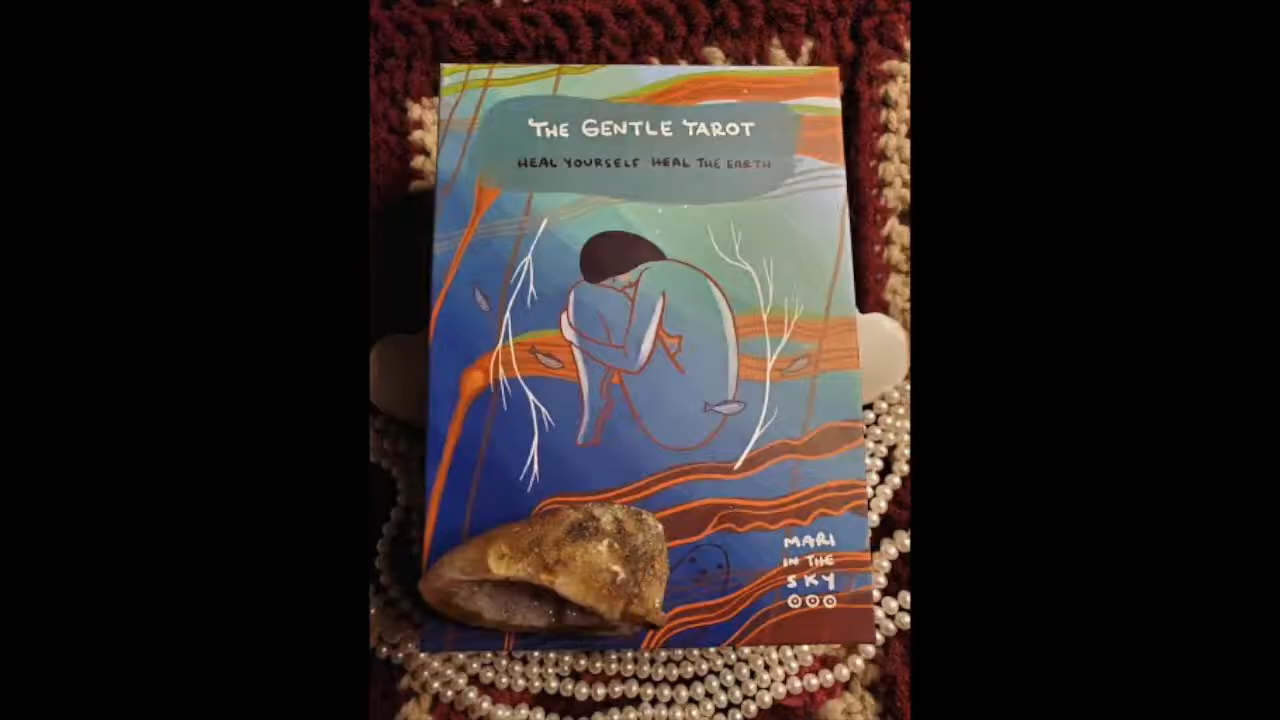 THE GENTLE TAROT
HEAL YOURSELF HEAL THE EARTH
MARI
IN THE
SKY